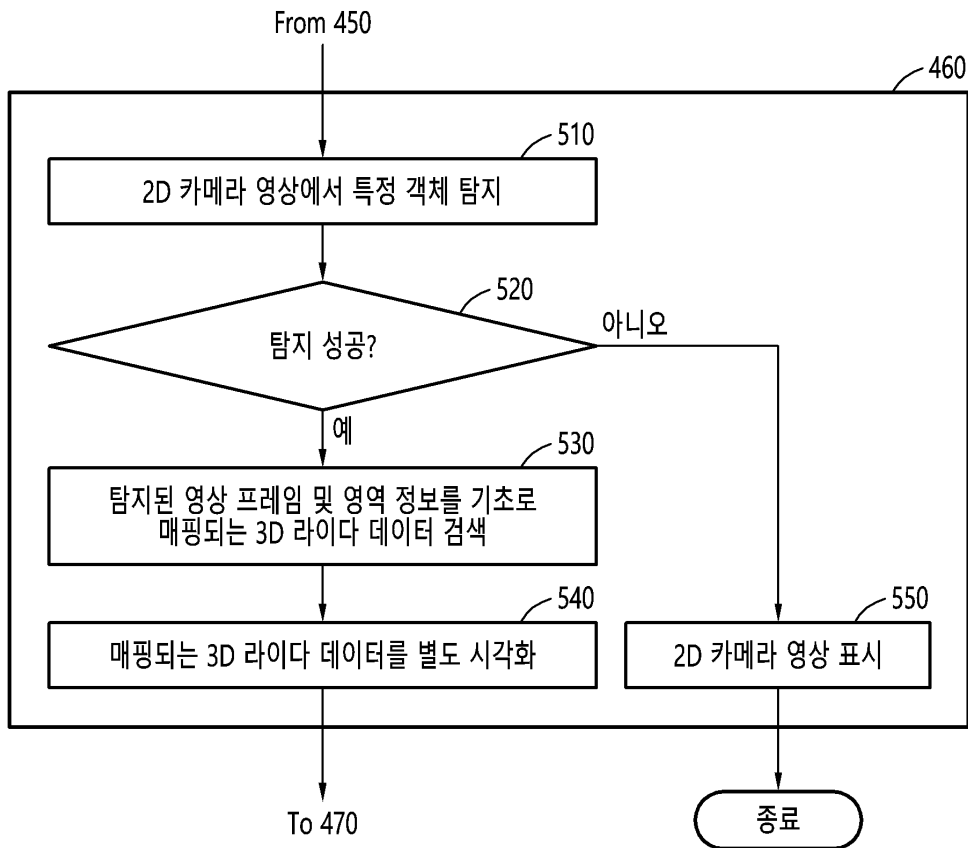 From 450
460
510
2D 카메라 영상에서 특정 객체 탐지
520
탐지 성공?
아니오
예
530
탐지된 영상 프레임 및 영역 정보를 기초로
매핑되는 3D 라이다 데이터 검색
540
매핑되는 3D 라이다 데이터를 별도 시각화
550
2D 카메라 영상 표시
To 470
종료